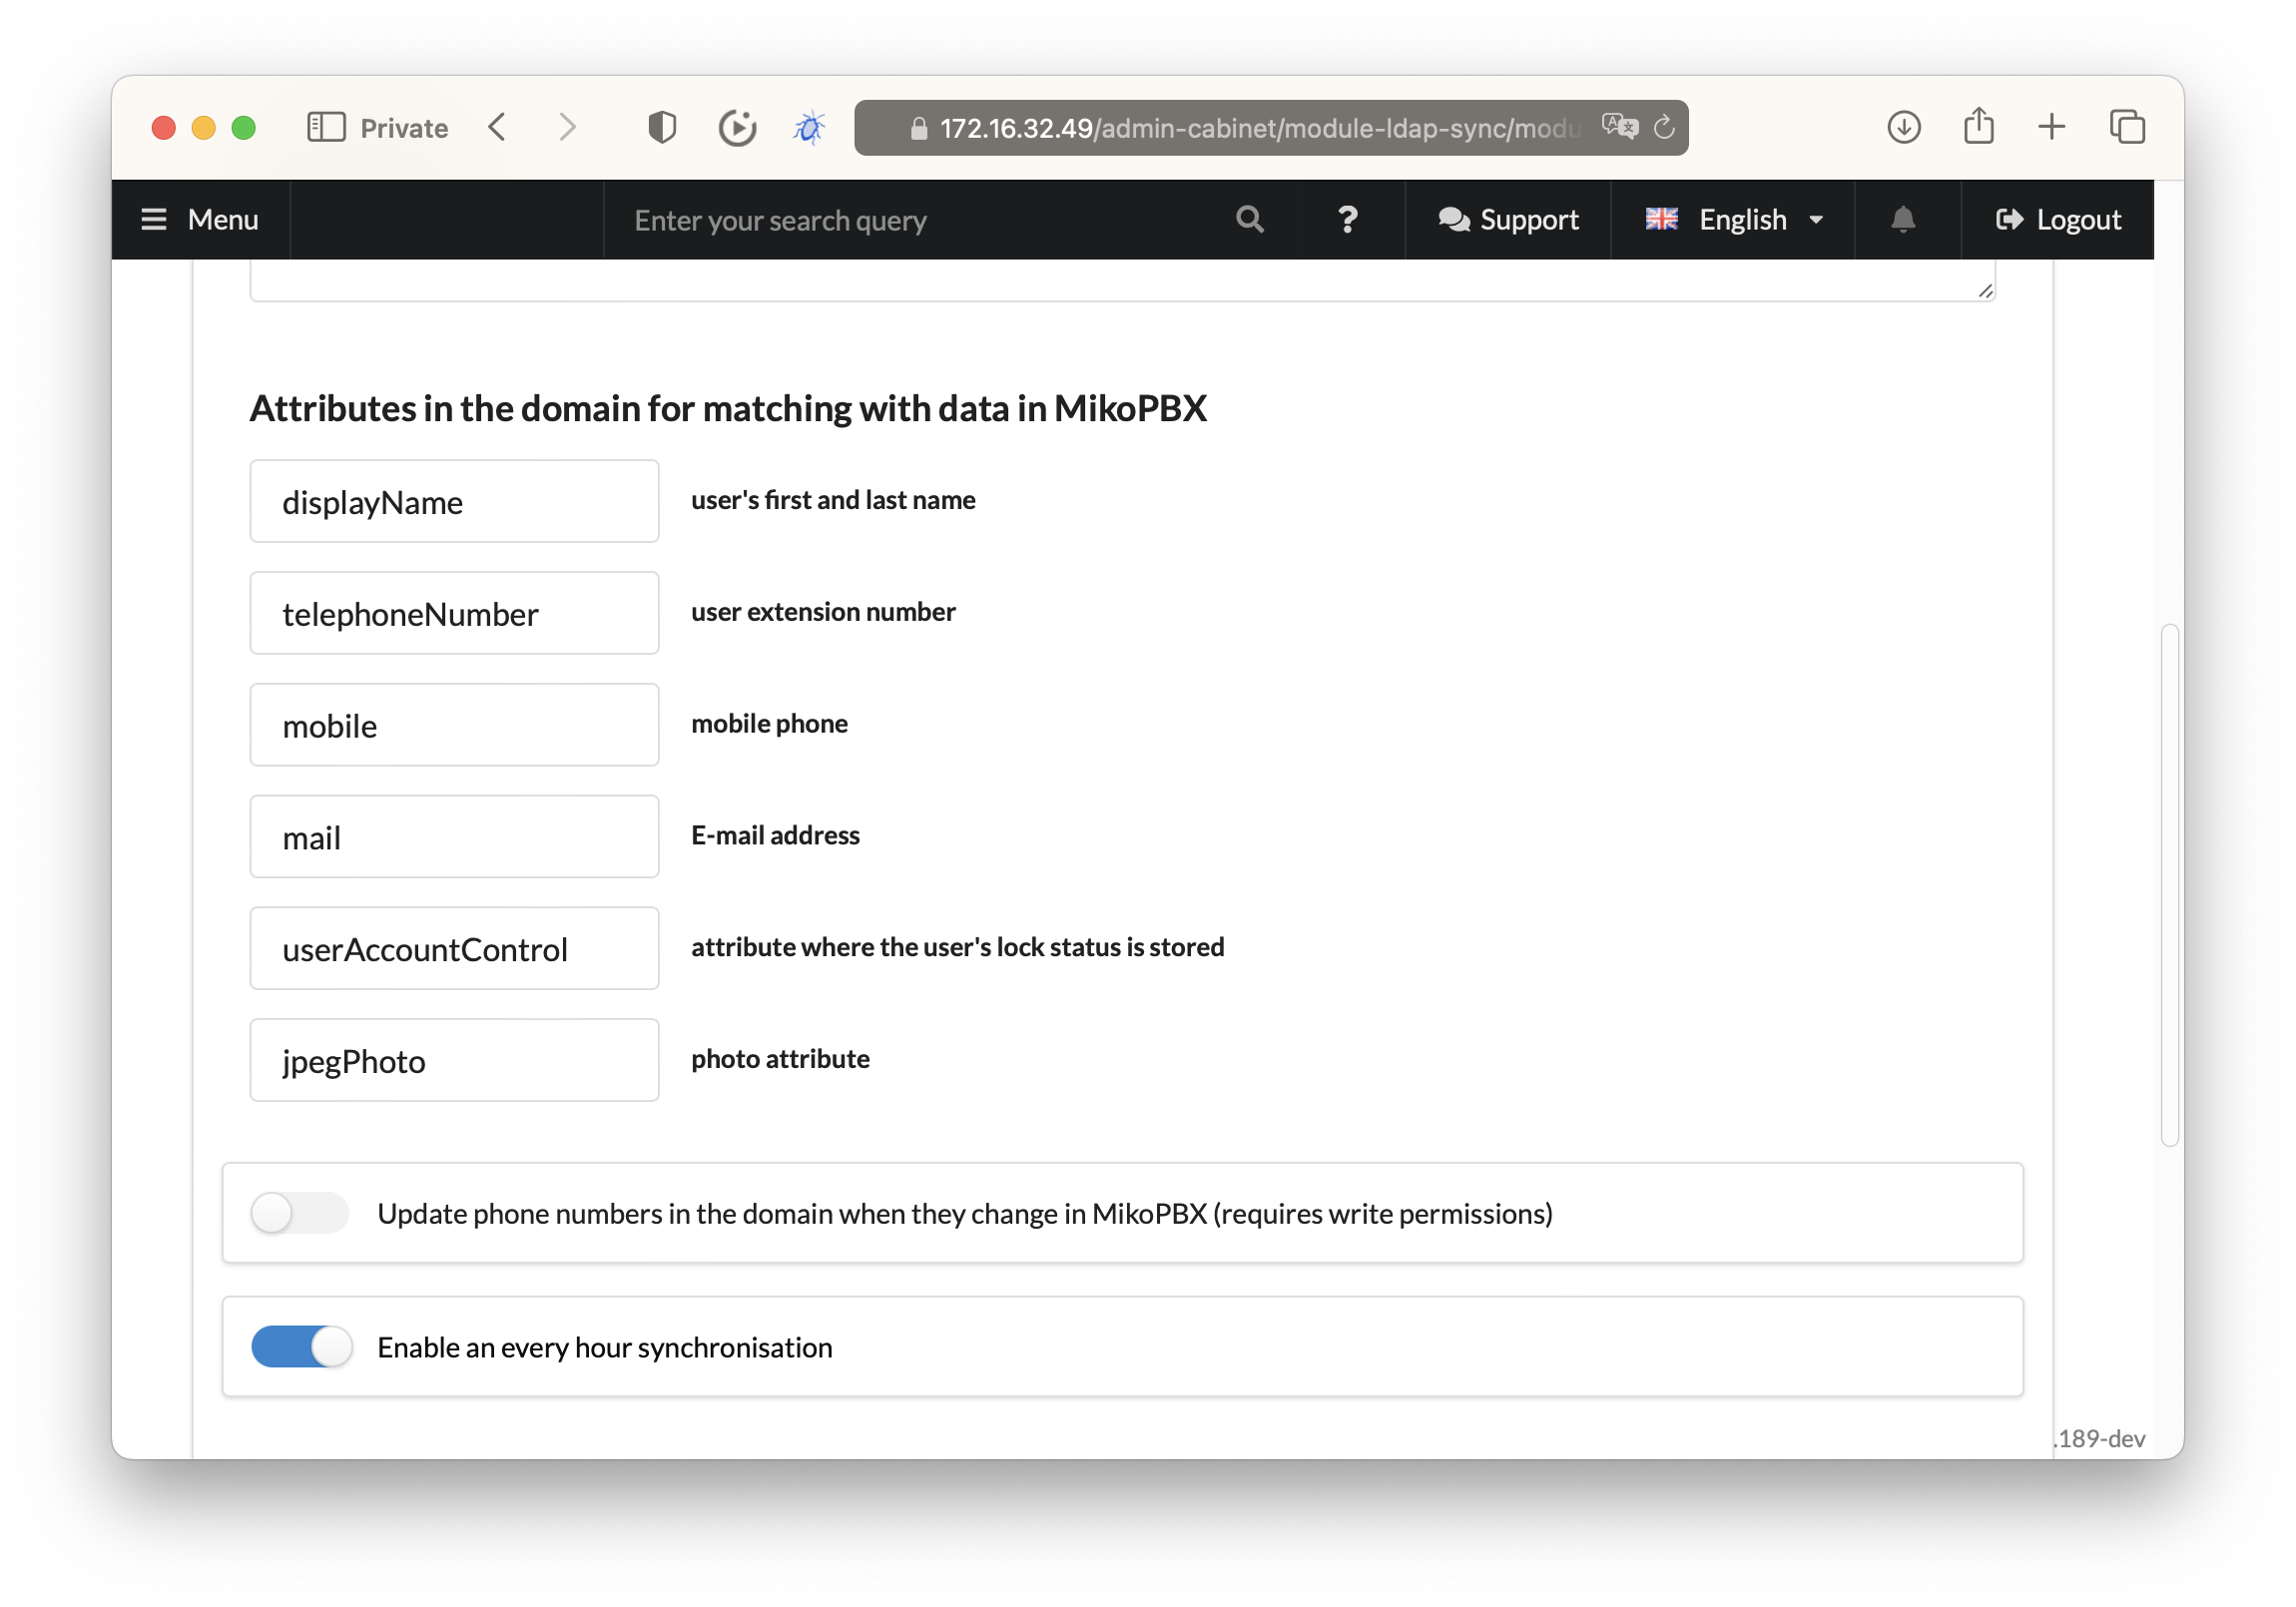 Private
172.16.32.49/admin-cabinet/module-ldap-sync/modu
Menu
Enter your search query
?
Support
English
Logout
Attributes in the domain for matching with data in MikoPBX
displayName
user's first and last name
telephoneNumber
user extension number
mobile
mobile phone
mail
E-mail address
userAccountControl
attribute where the user's lock status is stored
jpegPhoto
photo attribute
Update phone numbers in the domain when they change in MikoPBX (requires write permissions)
Enable an every hour synchronisation
.189-dev